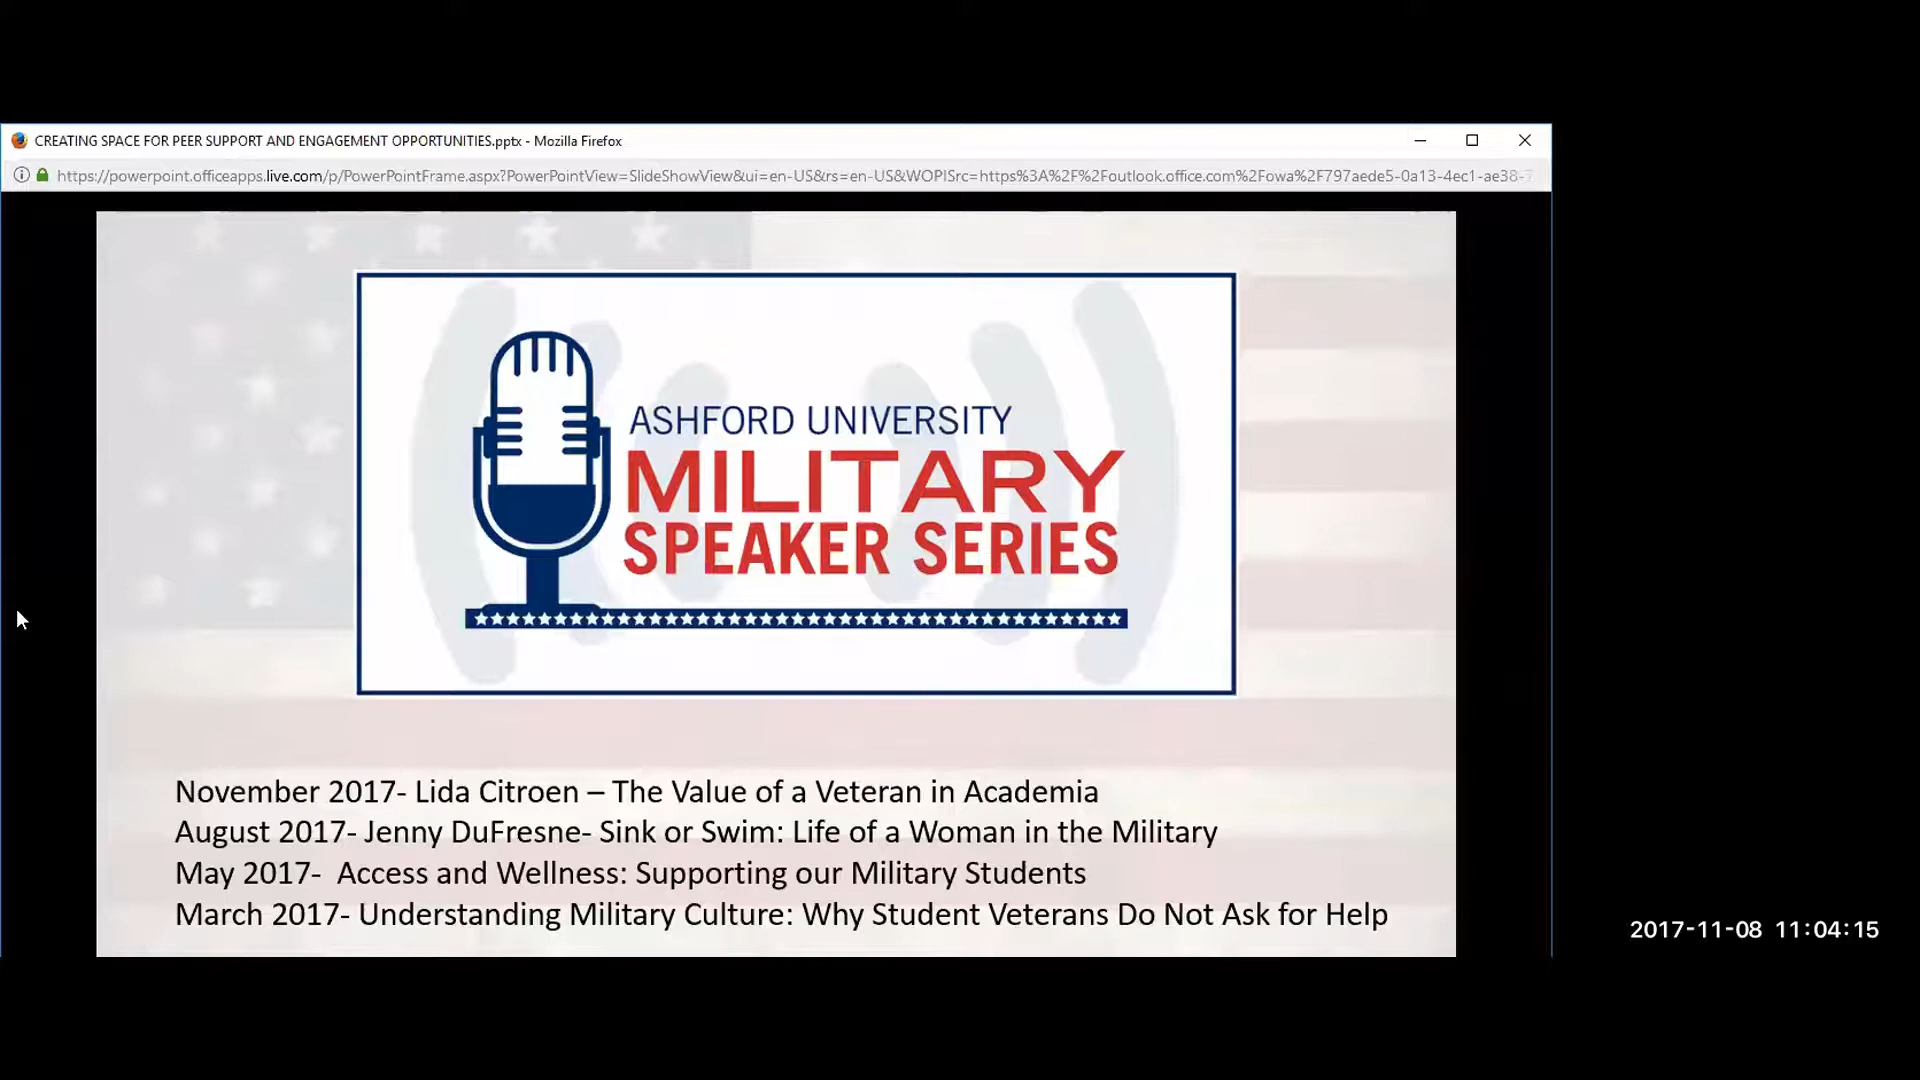 CREATING SPACE FOR PEER SUPPORT AND ENGAGEMENT OPPORTUNITIES.pptx - Mozilla Firefox
https://powerpoint.officeapps.live.com/p/PowerPointFrame.aspx?PowerPointView=SlideShowView&ui=en-US&rs=en-US&WOPISrc=https%3A%2F%2Foutlook.office.com%2Fowa%2F797aede5-0a13-4ec1-ae38-7
ASHFORD UNIVERSITY
MILITARY
SPEAKER SERIES
November 2017- Lida Citroen – The Value of a Veteran in Academia
August 2017- Jenny DuFresne- Sink or Swim: Life of a Woman in the Military
May 2017-  Access and Wellness: Supporting our Military Students
March 2017- Understanding Military Culture: Why Student Veterans Do Not Ask for Help
2017-11-08 11:04:15